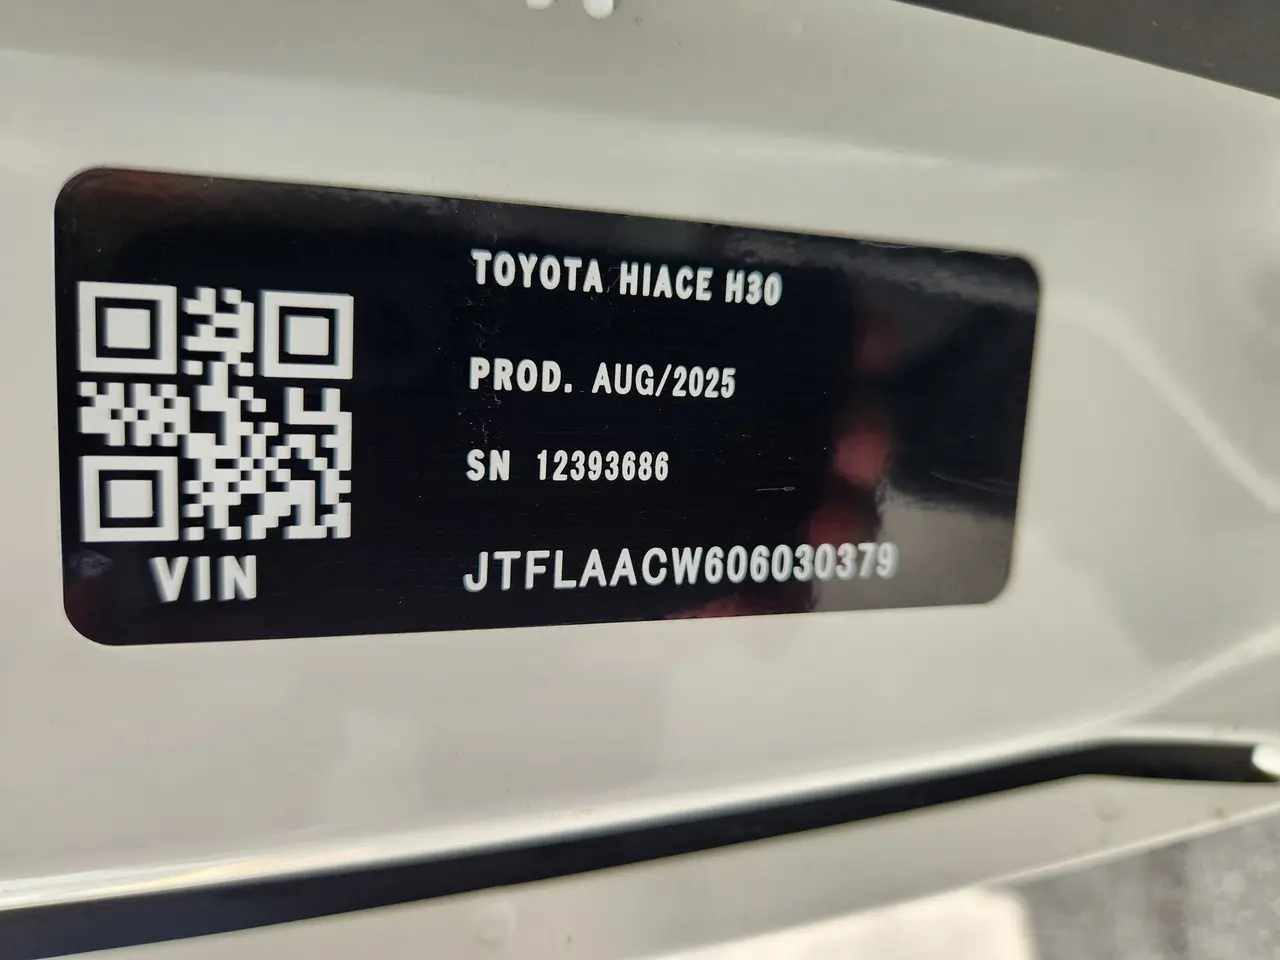 TOYOTA HIACE H30
PROD. AUG/2025
SN 12393686
VIN JTFLAACW606030379